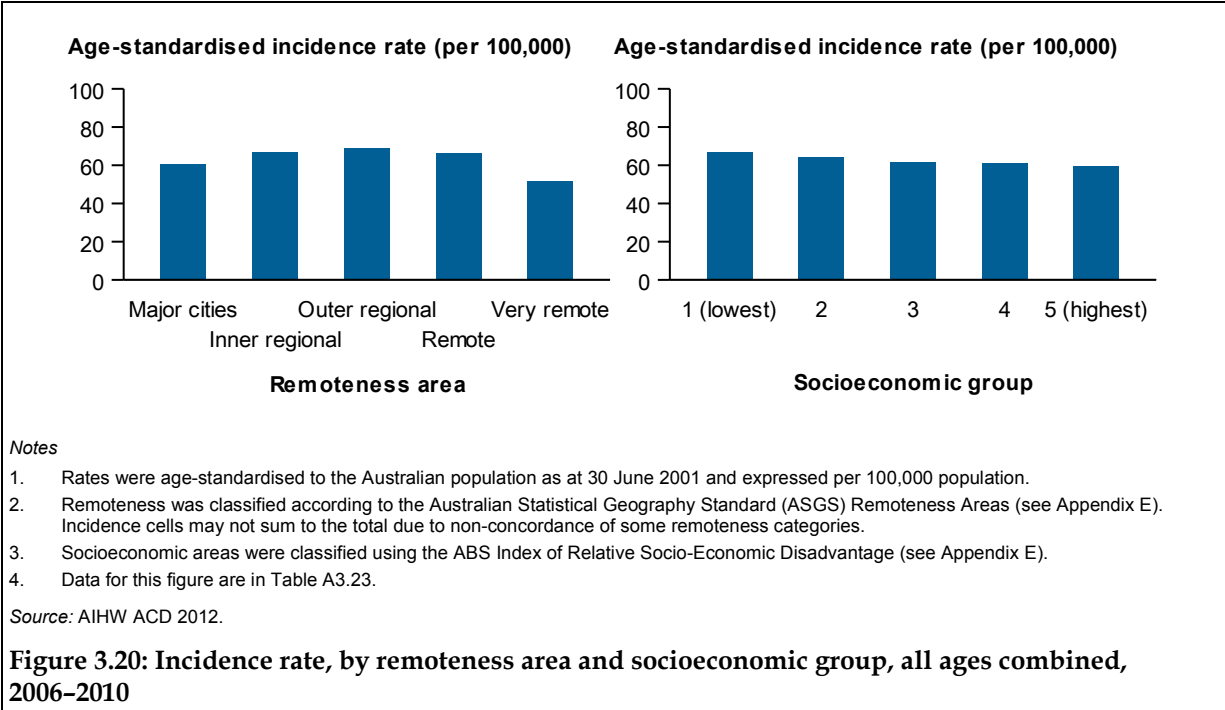 Age-standardised incidence rate (per 100,000)
100
80
60
40
20
0
Major cities
Inner regional
Outer regional
Remote
Very remote
Remoteness area
Age-standardised incidence rate (per 100,000)
100
80
60
40
20
0
1 (lowest)
2
3
4
5 (highest)
Socioeconomic group
Notes
1. Rates were age-standardised to the Australian population as at 30 June 2001 and expressed per 100,000 population.
2. Remoteness was classified according to the Australian Statistical Geography Standard (ASGS) Remoteness Areas (see Appendix E).
Incidence cells may not sum to the total due to non-concordance of some remoteness categories.
3. Socioeconomic areas were classified using the ABS Index of Relative Socio-Economic Disadvantage (see Appendix E).
4. Data for this figure are in Table A3.23.
Source: AIHW ACD 2012.
Figure 3.20: Incidence rate, by remoteness area and socioeconomic group, all ages combined,
2006–2010